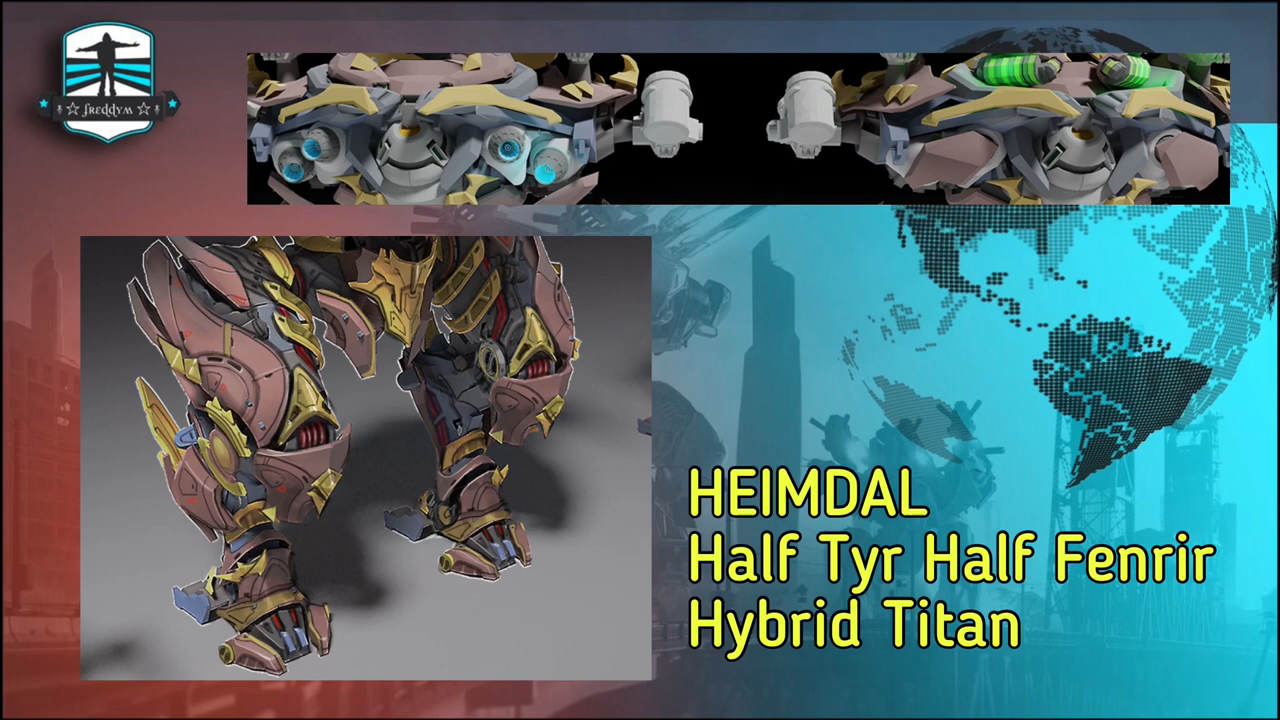 ☆ freddym ☆
HEIMDAL
Half Tyr Half Fenrir
Hybrid Titan